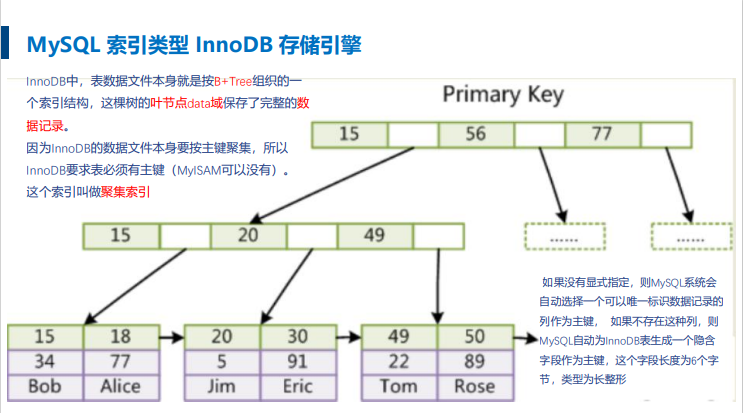 MySQL 索引类型 InnoDB 存储引擎
InnoDB中，表数据文件本身就是按B+Tree组织的一
个索引结构，这棵树的叶节点data域保存了完整的数
据记录。
因为InnoDB的数据文件本身要按主键聚集，所以
InnoDB要求表必须有主键（MyISAM可以没有）。
这个索引叫做聚集索引
Primary Key
15 56 77
15 20 49
...... ......
如果没有显式指定，则MySQL系统会
自动选择一个可以唯一标识数据记录的
列作为主键， 如果不存在这种列，则
MySQL自动为InnoDB表生成一个隐含
字段作为主键，这个字段长度为6个字
节，类型为长整形
15 18 20 30 49 50
34 77 5 91 22 89
Bob Alice Jim Eric Tom Rose